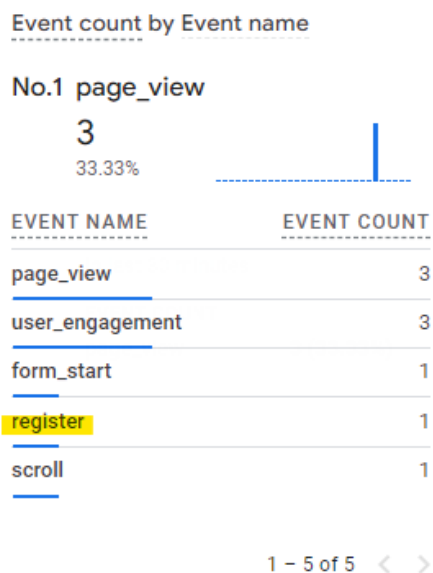 Event count by Event name
No.1 page_view
3
33.33%
EVENT NAME EVENT COUNT
page_view 3
user_engagement 3
form_start 1
register 1
scroll 1
1 – 5 of 5